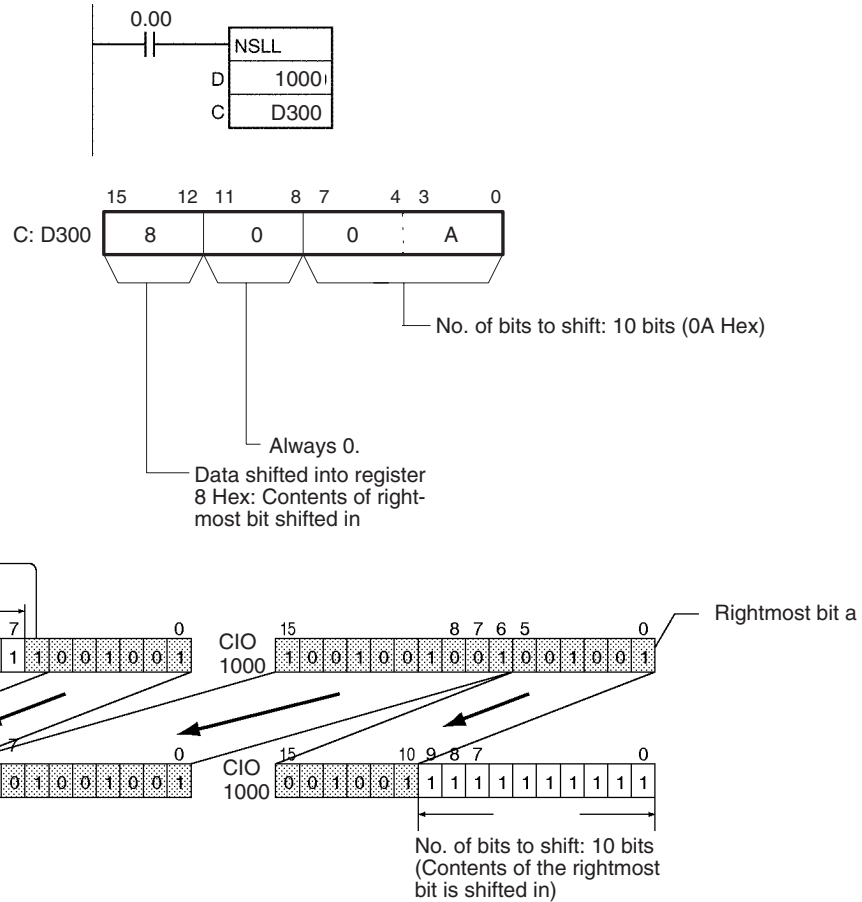 0.00
NSLL
D 1000
C D300
15 12 11 8 7 4 3 0
C: D300 8 0 0 A
No. of bits to shift: 10 bits (0A Hex)
Always 0.
Data shifted into register
8 Hex: Contents of right-
most bit shifted in
Rightmost bit a
7 0 15 8 7 6 5 0
1 1 0 0 1 0 0 1 CIO 1000 1 0 0 1 0 0 1 0 0 1 0 0 1 0 0 1
7 0 15 10 9 8 7 0
0 1 0 0 1 0 0 1 CIO 1000 0 0 1 0 0 1 1 1 1 1 1 1 1 1 1 1
No. of bits to shift: 10 bits
(Contents of the rightmost
bit is shifted in)